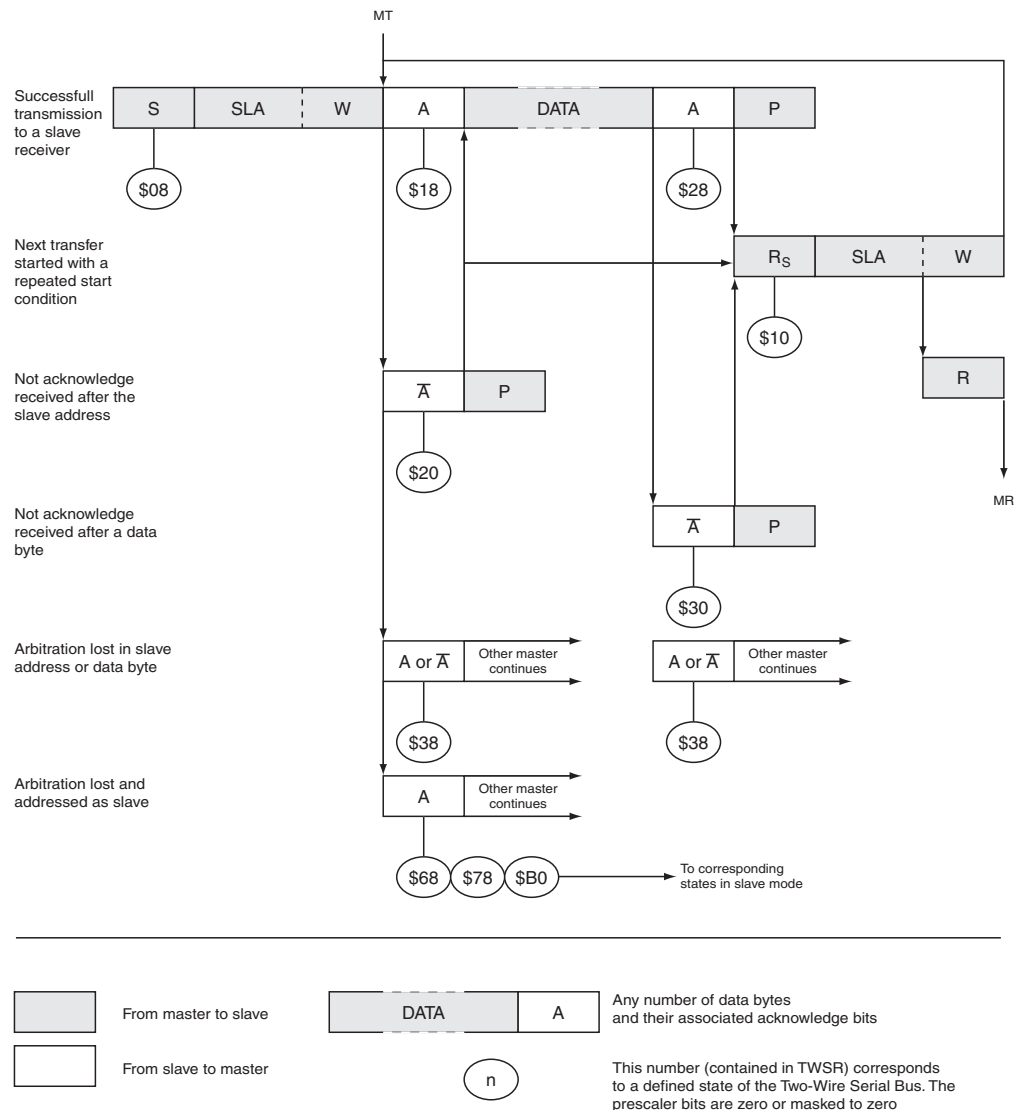 MT
Successfull
transmission
to a slave
receiver
S SLA W A DATA A P
$08 $18 $28
Next transfer
started with a
repeated start
condition
RS SLA W
$10
Not acknowledge
received after the
slave address
A̅ P
R
$20
MR
Not acknowledge
received after a data
byte
A̅ P
$30
Arbitration lost in slave
address or data byte
A or A̅ Other master
continues
A or A̅ Other master
continues
$38 $38
Arbitration lost and
addressed as slave
A Other master
continues
$68 $78 $B0
To corresponding
states in slave mode
From master to slave
DATA A
Any number of data bytes
and their associated acknowledge bits
From slave to master
n
This number (contained in TWSR) corresponds
to a defined state of the Two-Wire Serial Bus. The
prescaler bits are zero or masked to zero